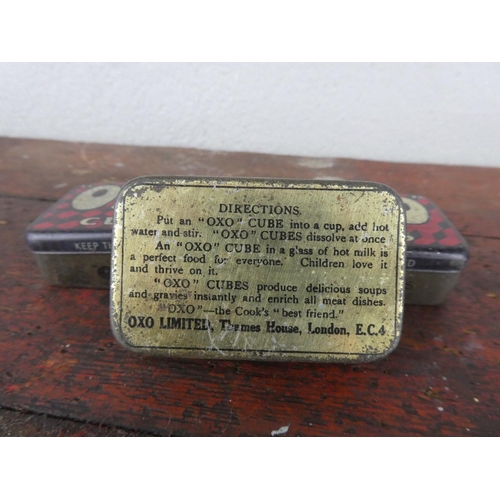 DIRECTIONS.
Put an "OXO" CUBE into a cup, add hot
water and stir. "OXO" CUBES dissolve at once
An "OXO" CUBE in a glass of hot milk is
a perfect food for everyone. Children love it
and thrive on it.
"OXO" CUBES produce delicious soups
and gravies instantly and enrich all meat dishes.
"OXO"—the Cook's "best friend."
OXO LIMITED, Thames House, London, E.C.4
KEEP TH